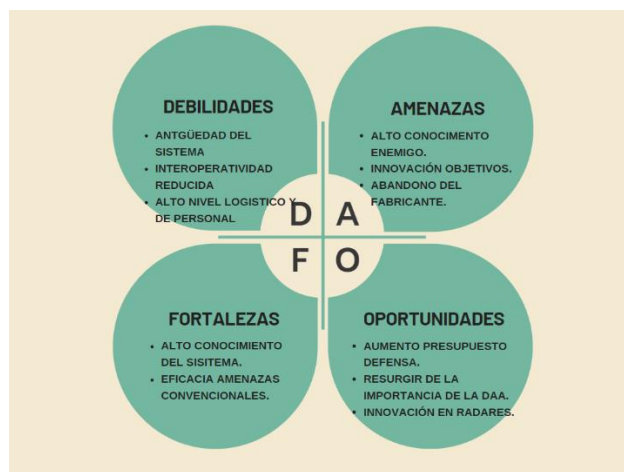 DEBILIDADES
• ANTGÜEDAD DEL
SISTEMA
• INTEROPERATIVIDAD
REDUCIDA
• ALTO NIVEL LOGISTICO Y
DE PERSONAL
AMENAZAS
• ALTO CONOCIMENTO
ENEMIGO.
• INNOVACIÓN OBJETIVOS.
• ABANDONO DEL
FABRICANTE.
D A
F O
FORTALEZAS
• ALTO CONOCIMIENTO
DEL SISITEMA.
• EFICACIA AMENAZAS
CONVENCIONALES.
OPORTUNIDADES
• AUMENTO PRESUPUESTO
DEFENSA.
• RESURGIR DE LA
IMPORTANCIA DE LA DAA.
• INNOVACIÓN EN RADARES.